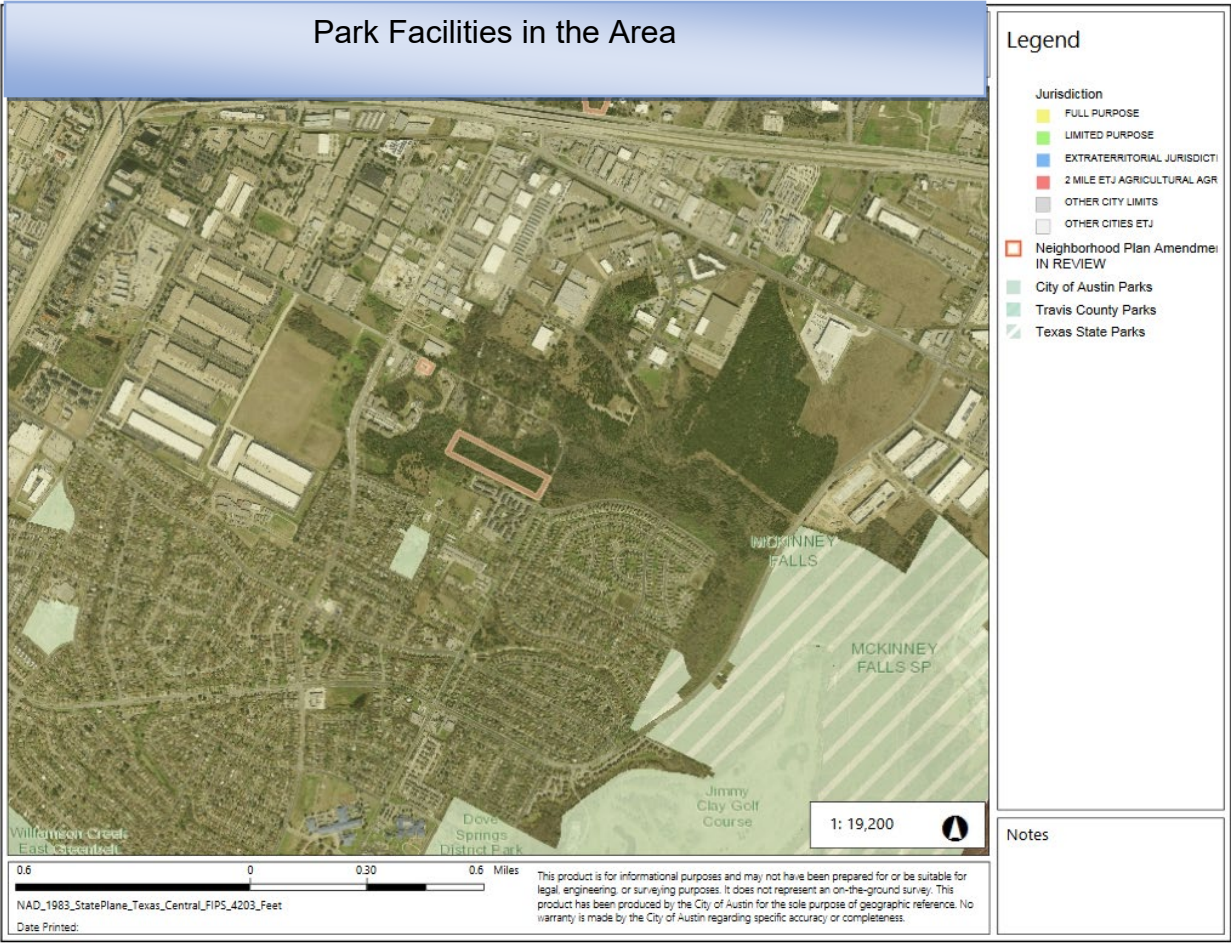 Park Facilities in the Area
Legend
Jurisdiction
FULL PURPOSE
LIMITED PURPOSE
EXTRATERRITORIAL JURISDICTI
2 MILE ETJ AGRICULTURAL AGR
OTHER CITY LIMITS
OTHER CITIES ETJ
Neighborhood Plan Amendme
IN REVIEW
City of Austin Parks
Travis County Parks
Texas State Parks
MCKINNEY
FALLS
MCKINNEY
FALLS SP
Jimmy
Clay Golf
Course
Dove
Springs
District Park
Williamson Creek
East Greenbelt
1: 19,200
Notes
0.6 0 0.30 0.6 Miles
NAD_1983_StatePlane_Texas_Central_FIPS_4203_Feet
Date Printed:
This product is for informational purposes and may not have been prepared for or be suitable for
legal, engineering, or surveying purposes. It does not represent an on-the-ground survey. This
product has been produced by the City of Austin for the sole purpose of geographic reference. No
warranty is made by the City of Austin regarding specific accuracy or completeness.